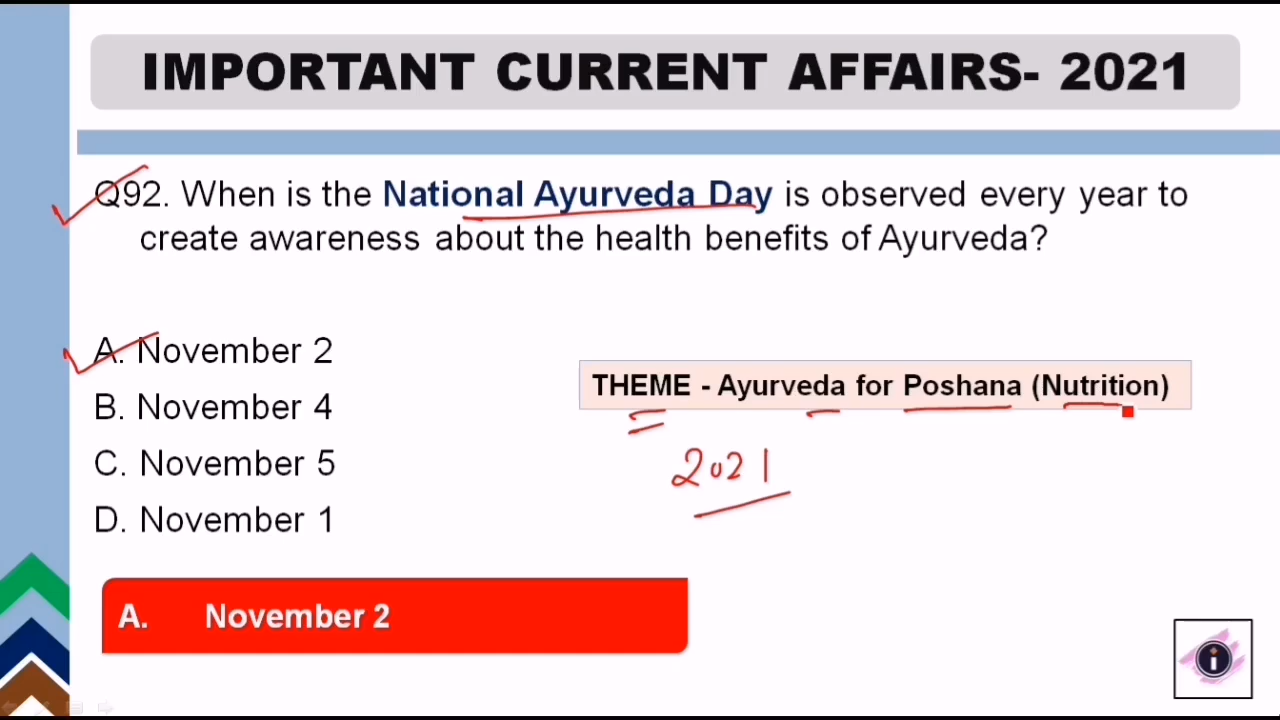 IMPORTANT CURRENT AFFAIRS- 2021
Q92. When is the National Ayurveda Day is observed every year to
create awareness about the health benefits of Ayurveda?
A. November 2
B. November 4
C. November 5
D. November 1
THEME - Ayurveda for Poshana (Nutrition)
2021
A. November 2
i